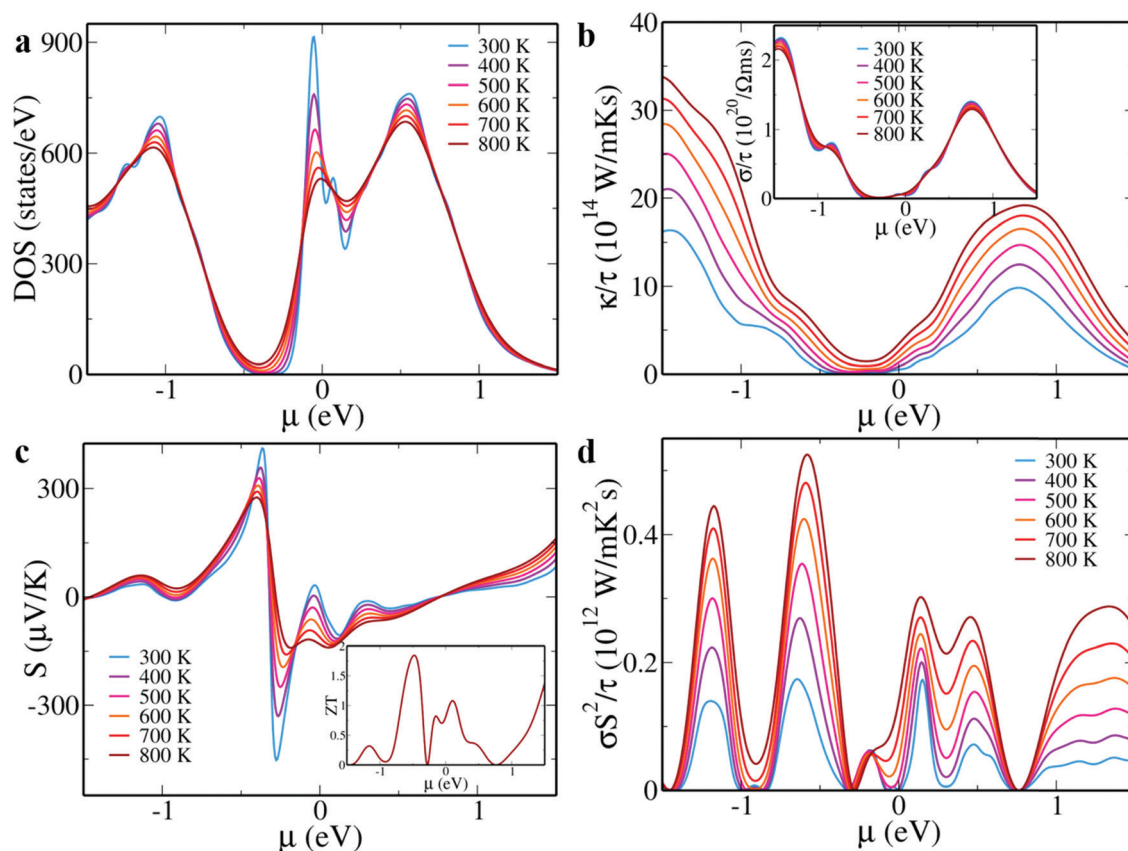 a
900
600
300
0
DOS (states/eV)
-1 0 1
μ (eV)
300 K
400 K
500 K
600 K
700 K
800 K
b
40
30
20
10
0
κ/τ (10^14 W/mKs)
-1 0 1
μ (eV)
2
1
0
σ/τ (10^20/Ωms)
-1 0 1
μ (eV)
300 K
400 K
500 K
600 K
700 K
800 K
c
300
0
-300
S (μV/K)
-1 0 1
μ (eV)
300 K
400 K
500 K
600 K
700 K
800 K
2
1.5
1
0.5
0
ZT
-1 0 1
μ (eV)
d
0.4
0.2
0
σS^2/τ (10^12 W/mK^2s)
-1 0 1
μ (eV)
300 K
400 K
500 K
600 K
700 K
800 K